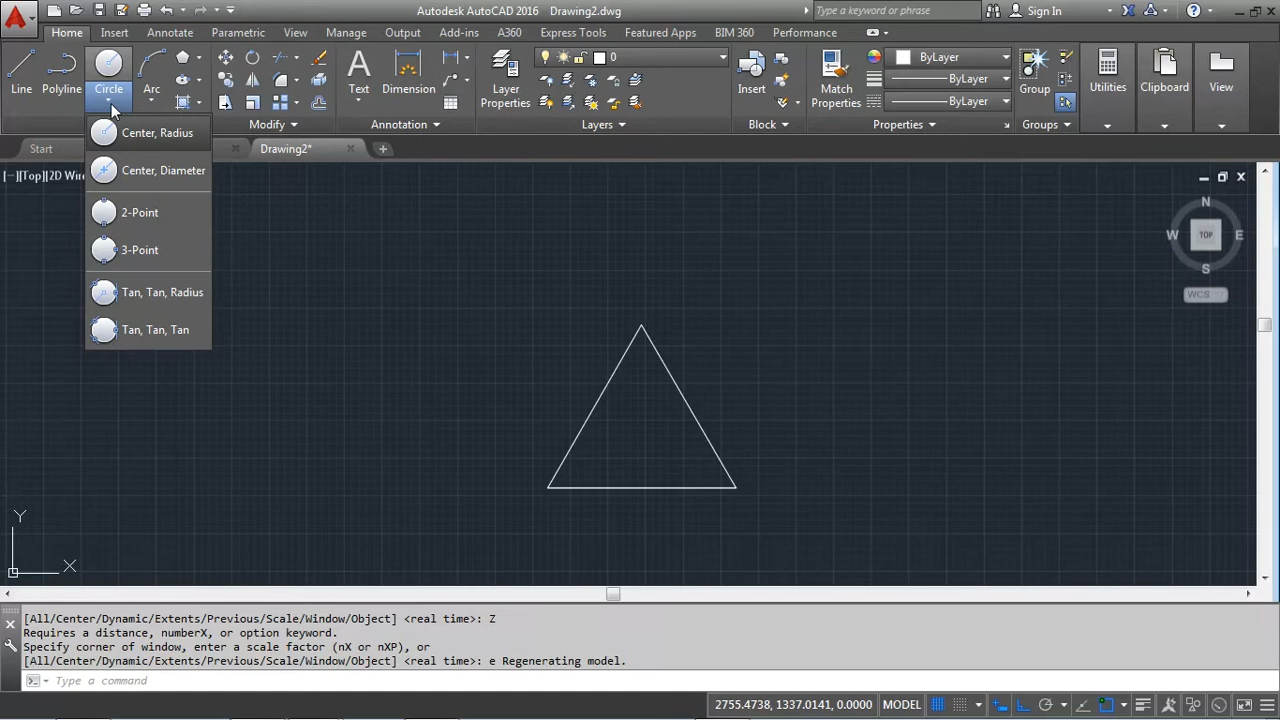 Autodesk AutoCAD 2016 Drawing2.dwg
Type a keyword or phrase
Sign In
Home Insert Annotate Parametric View Manage Output Add-ins A360 Express Tools Featured Apps BIM 360 Performance
Line Polyline Circle Arc
Text Dimension
Layer Properties
0
Insert
Match Properties
ByLayer
ByLayer
ByLayer
Group
Utilities Clipboard View
Modify Annotation Layers Block Properties Groups
Start Drawing2*
[−][Top][2D Wire
Center, Radius
Center, Diameter
2-Point
3-Point
Tan, Tan, Radius
Tan, Tan, Tan
N
W TOP E
S
WCS
Y
X
[All/Center/Dynamic/Extents/Previous/Scale/Window/Object] <real time>: Z
Requires a distance, numberX, or option keyword.
Specify corner of window, enter a scale factor (nX or nXP), or
[All/Center/Dynamic/Extents/Previous/Scale/Window/Object] <real time>: e Regenerating model.
Type a command
2755.4738, 1337.0141, 0.0000 MODEL